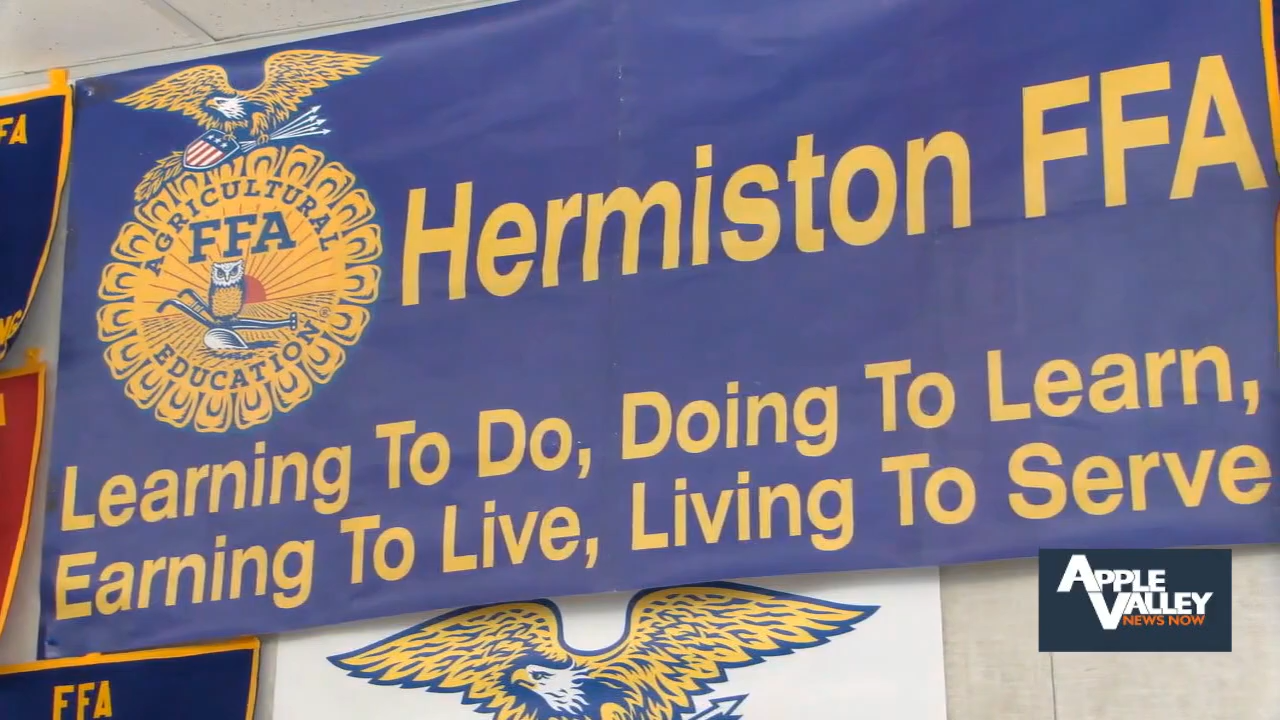 FA
AGRICULTURAL
FFA
EDUCATION
®
Hermiston FFA
Learning To Do, Doing To Learn,
Earning To Live, Living To Serve
FFA
APPLE
VALLEY
NEWS NOW